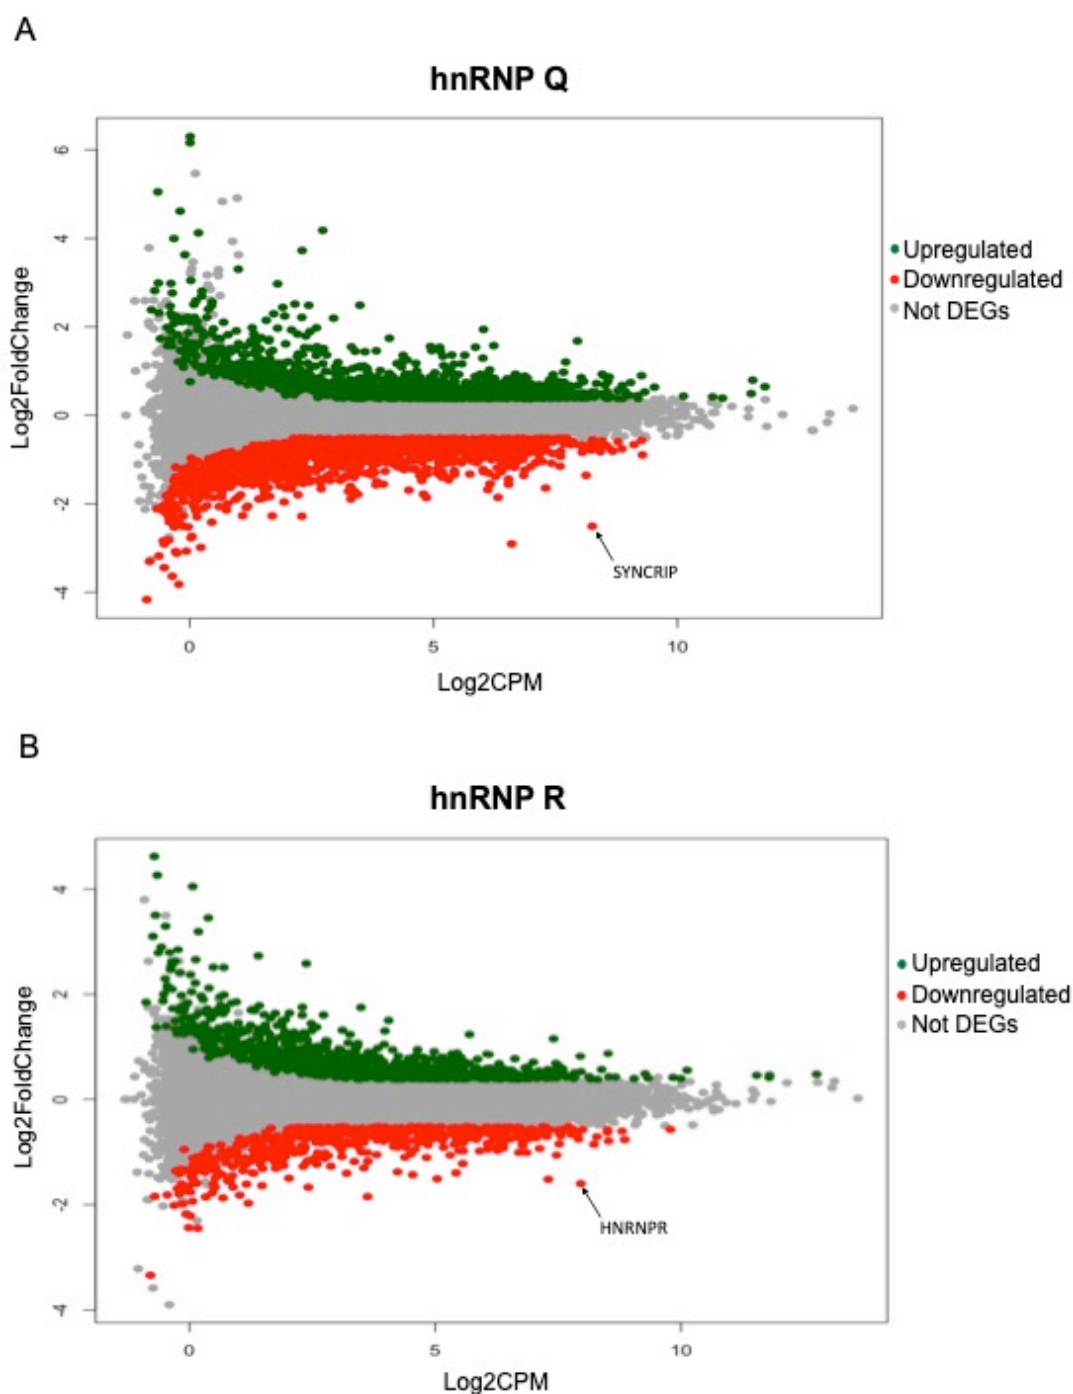 A
hnRNP Q
6
4
2
0
-2
-4
Log2FoldChange
Upregulated
Downregulated
Not DEGs
SYNCRIP
0 5 10
Log2CPM
B
hnRNP R
4
2
0
-2
-4
Log2FoldChange
Upregulated
Downregulated
Not DEGs
HNRNPR
0 5 10
Log2CPM